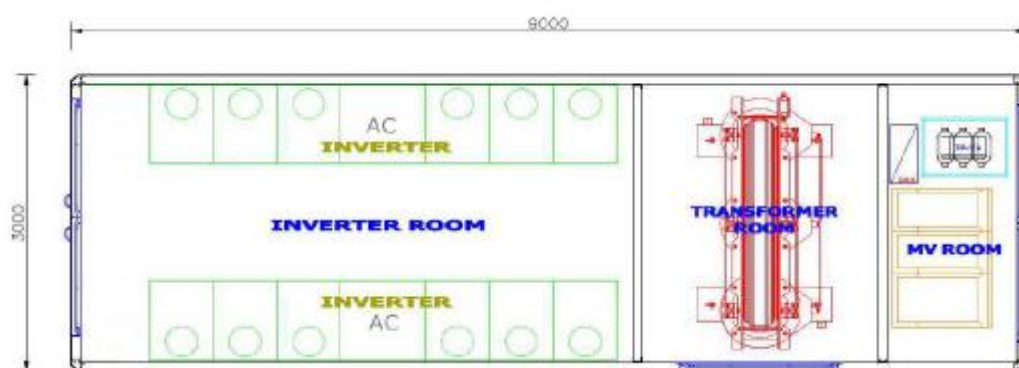 9000
3000
AC
INVERTER
INVERTER ROOM
TRANSFORMER
ROOM
MV ROOM
INVERTER
AC